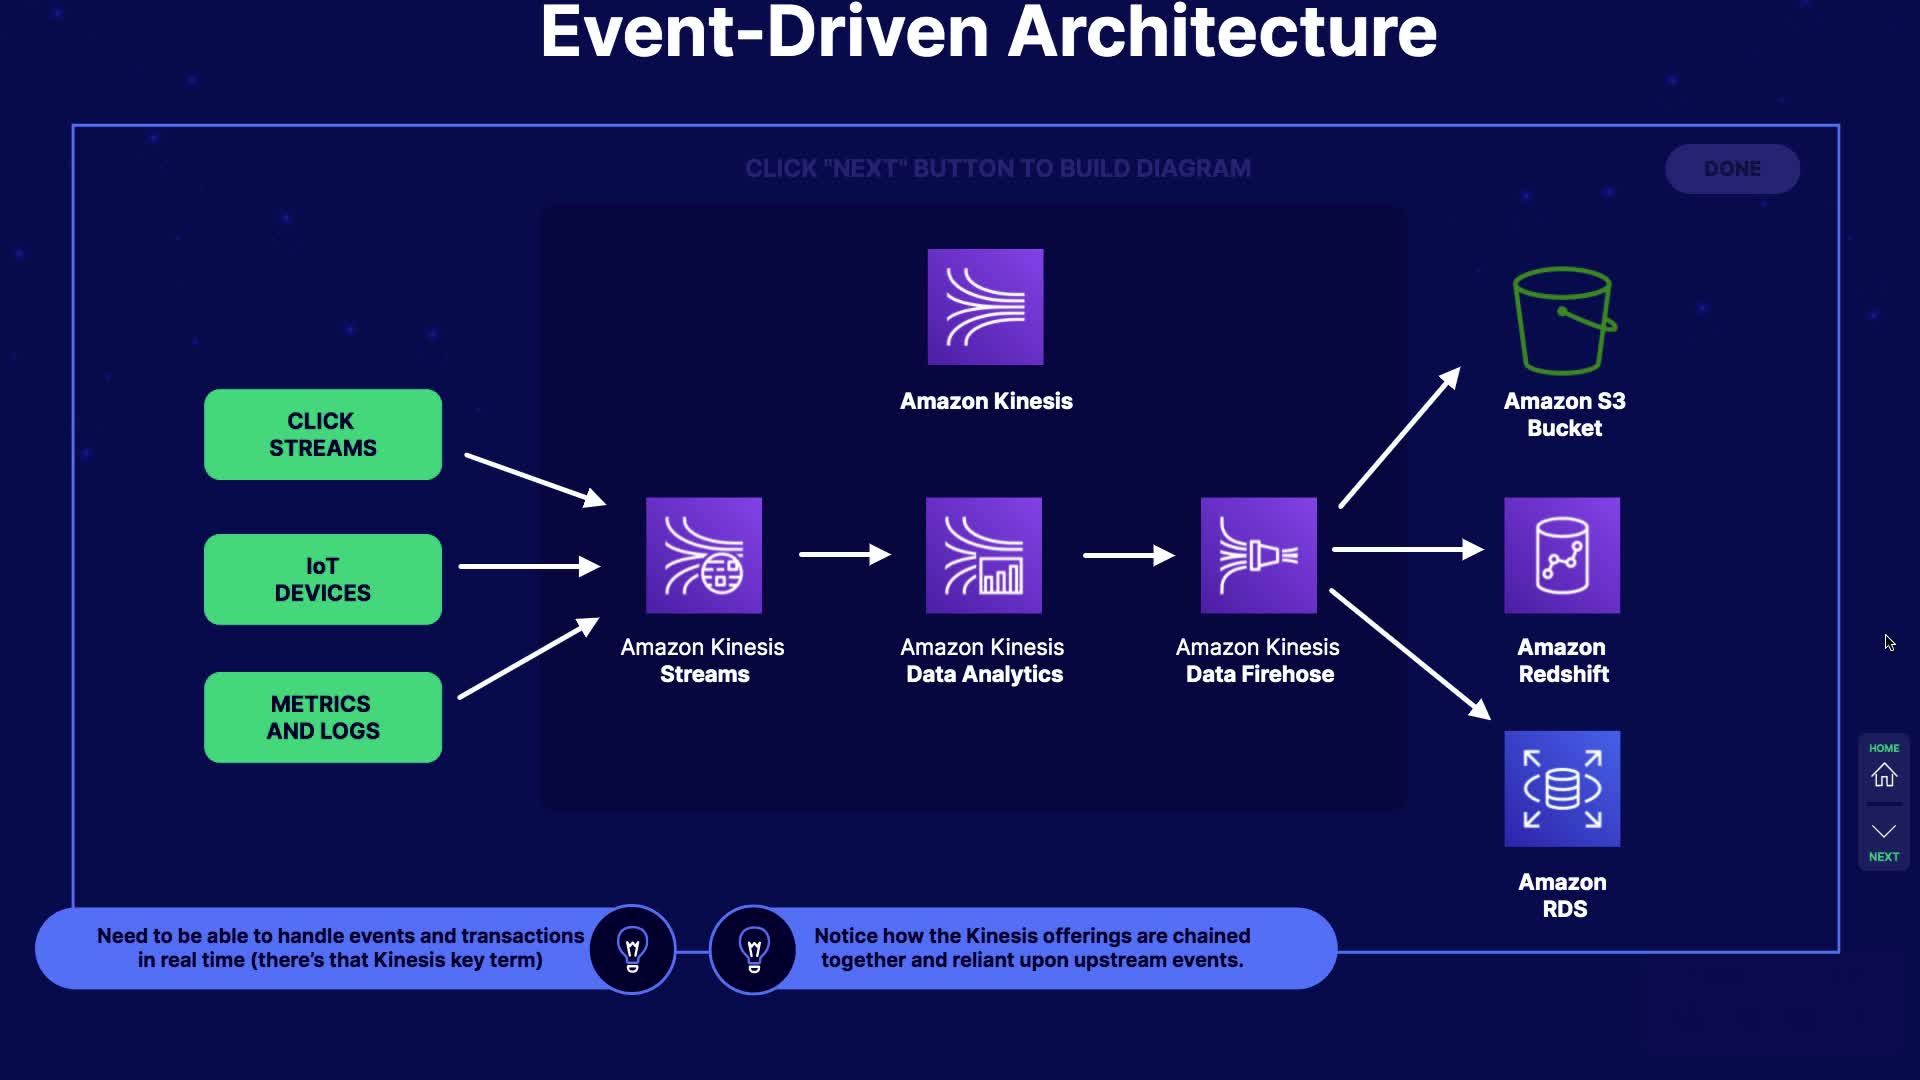 Event-Driven Architecture
CLICK "NEXT" BUTTON TO BUILD DIAGRAM
DONE
Amazon Kinesis
Amazon S3
Bucket
CLICK
STREAMS
IoT
DEVICES
METRICS
AND LOGS
Amazon Kinesis
Streams
Amazon Kinesis
Data Analytics
Amazon Kinesis
Data Firehose
Amazon
Redshift
Amazon
RDS
HOME
NEXT
Need to be able to handle events and transactions
in real time (there's that Kinesis key term)
Notice how the Kinesis offerings are chained
together and reliant upon upstream events.